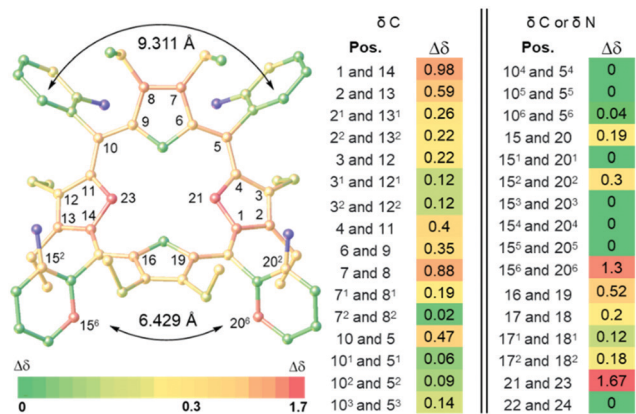 9.311 Å
8 7
9 6
10 5
11 4
12 23 21 3
13 14 1 2
15² 16 19 20²
15⁶ 20⁶
6.429 Å
Δδ Δδ
0 0.3 1.7
δ C
Pos. Δδ
1 and 14 0.98
2 and 13 0.59
2¹ and 13¹ 0.26
2² and 13² 0.22
3 and 12 0.22
3¹ and 12¹ 0.12
3² and 12² 0.12
4 and 11 0.4
6 and 9 0.35
7 and 8 0.88
7¹ and 8¹ 0.19
7² and 8² 0.02
10 and 5 0.47
10¹ and 5¹ 0.06
10² and 5² 0.09
10³ and 5³ 0.14
δ C or δ N
Pos. Δδ
10⁴ and 5⁴ 0
10⁵ and 5⁵ 0
10⁶ and 5⁶ 0.04
15 and 20 0.19
15¹ and 20¹ 0
15² and 20² 0.3
15³ and 20³ 0
15⁴ and 20⁴ 0
15⁵ and 20⁵ 0
15⁶ and 20⁶ 1.3
16 and 19 0.52
17 and 18 0.2
17¹ and 18¹ 0.12
17² and 18² 0.18
21 and 23 1.67
22 and 24 0